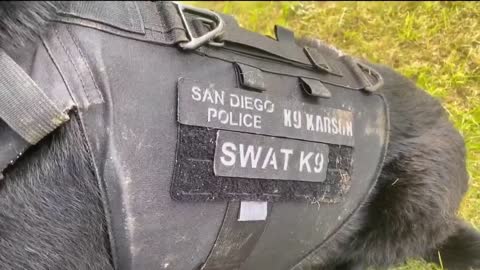 SAN DIEGO
POLICE
K9 KARSON
SWAT K9